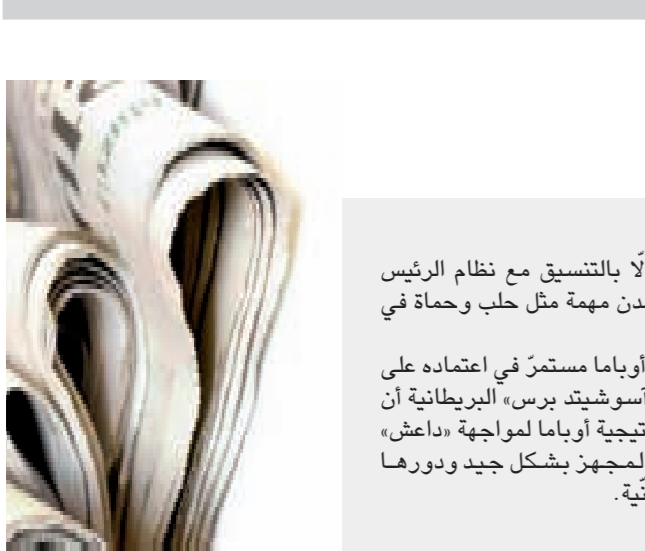 لّا بالتنسيق مع نظام الرئيس
دن مهمة مثل حلب وحماة في
أوباما مستمرّ في اعتماده على
آسوشيتد برس» البريطانية أن
تيجية أوباما لمواجهة «داعش»
لمجهز بشكل جيد ودورها
نّية.